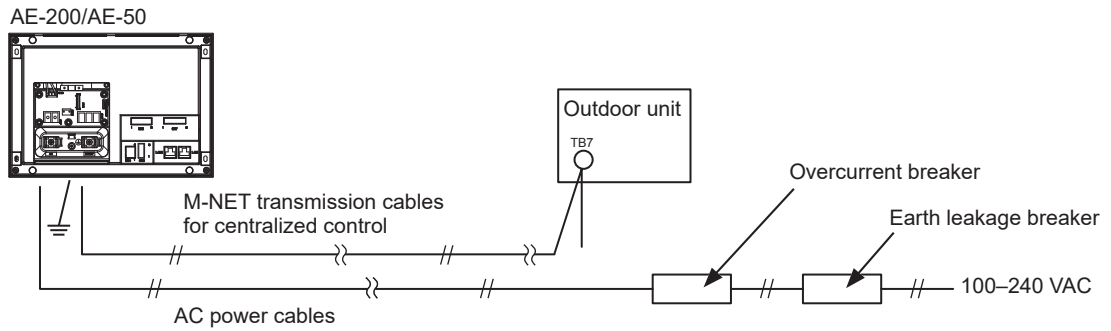 AE-200/AE-50
Outdoor unit
TB7
Overcurrent breaker
M-NET transmission cables
for centralized control
Earth leakage breaker
100–240 VAC
AC power cables